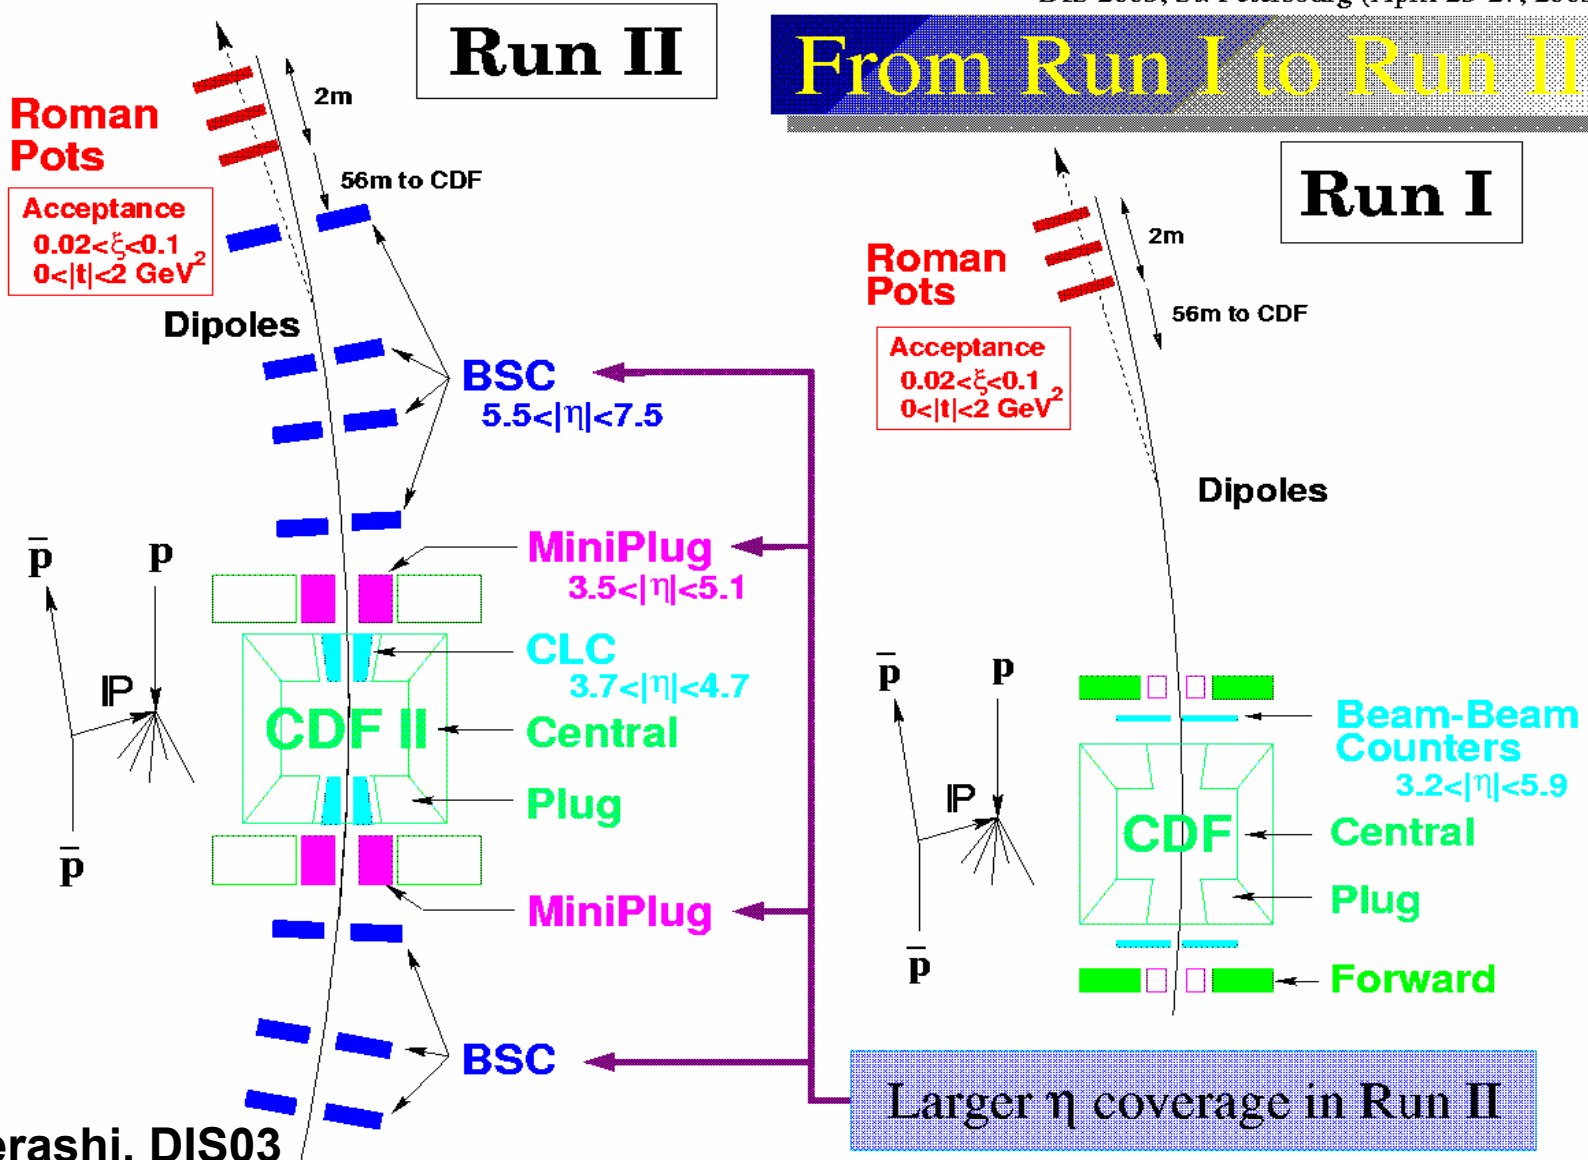 Run II
From Run I to Run II
Roman
Pots
2m
56m to CDF
Acceptance
0.02<ξ<0.1
0<|t|<2 GeV²
Dipoles
BSC
5.5<|η|<7.5
MiniPlug
3.5<|η|<5.1
CLC
3.7<|η|<4.7
CDF II
Central
Plug
MiniPlug
BSC
p̄
p
IP
p̄
DIS03
Run I
Roman
Pots
2m
56m to CDF
Acceptance
0.02<ξ<0.1
0<|t|<2 GeV²
Dipoles
p̄
p
IP
p̄
Beam-Beam
Counters
3.2<|η|<5.9
CDF
Central
Plug
Forward
Larger η coverage in Run II